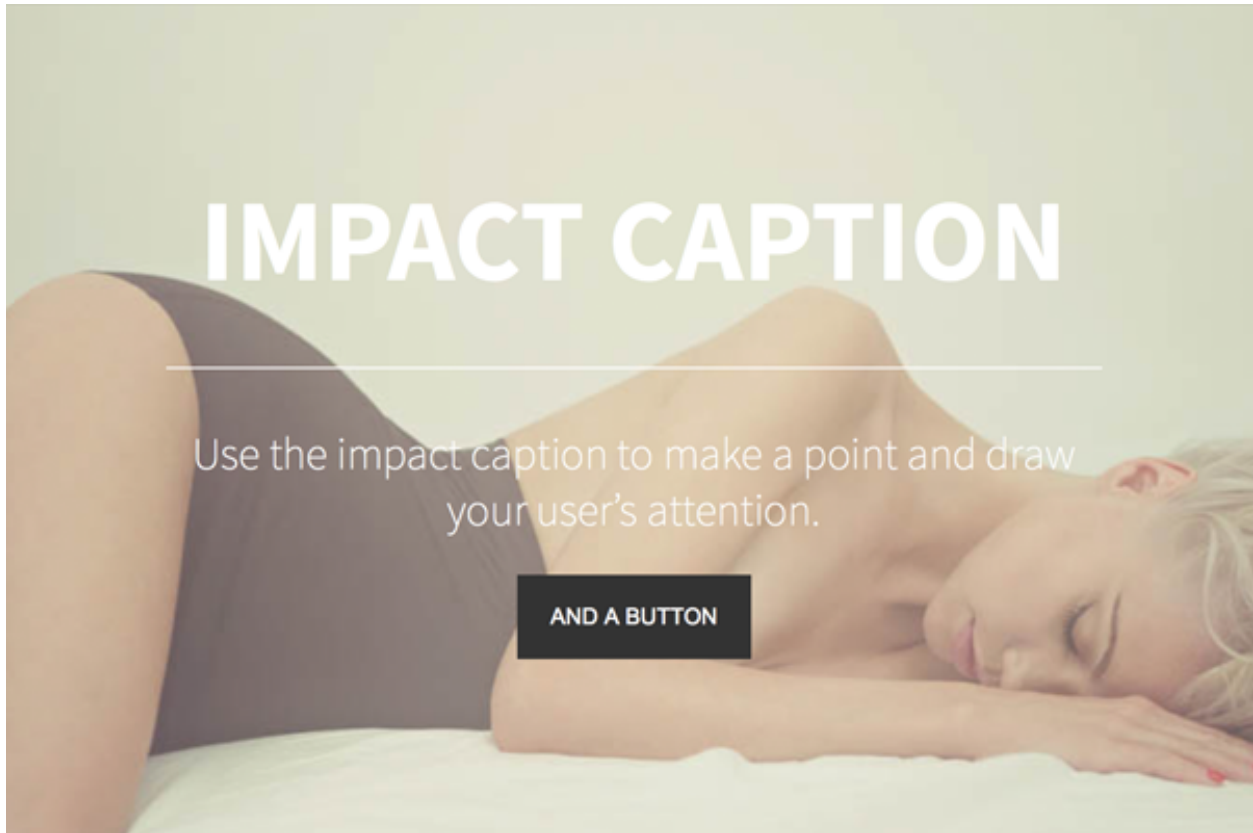 IMPACT CAPTION
Use the impact caption to make a point and draw
your user’s attention.
AND A BUTTON